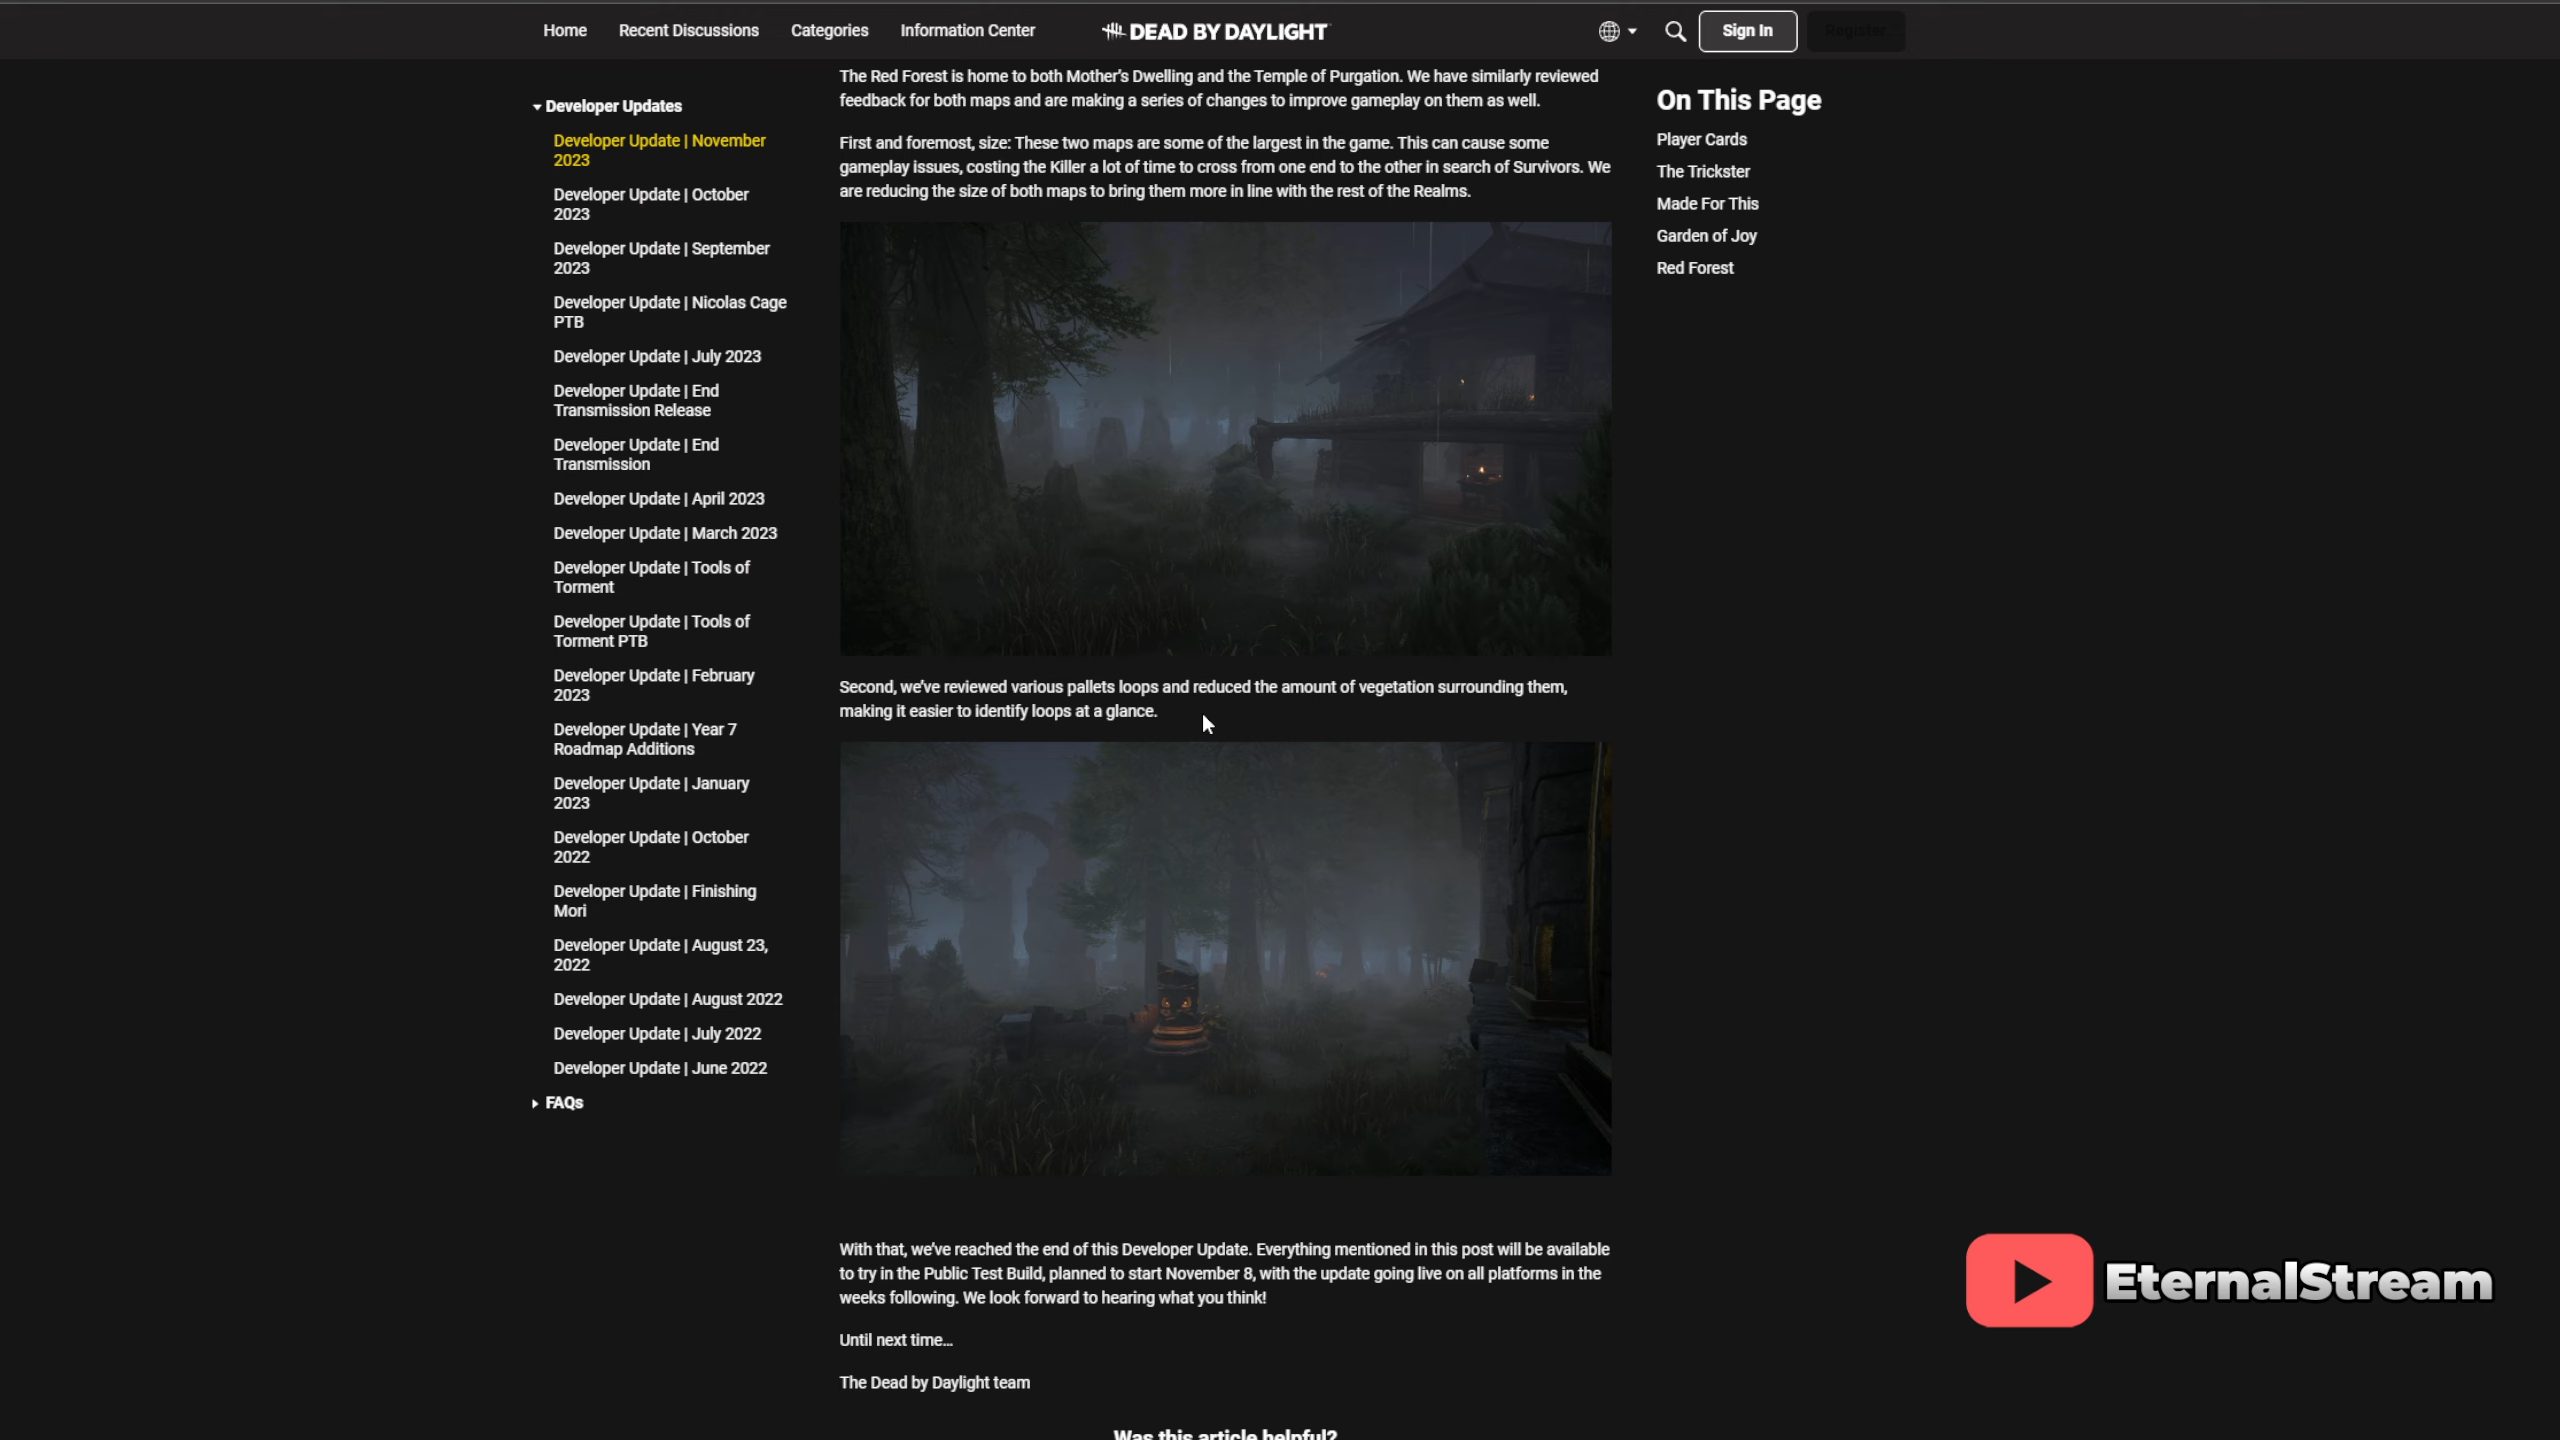 Home Recent Discussions Categories Information Center DEAD BY DAYLIGHT Sign In Register
Developer Updates
Developer Update | November
2023
Developer Update | October
2023
Developer Update | September
2023
Developer Update | Nicolas Cage
PTB
Developer Update | July 2023
Developer Update | End
Transmission Release
Developer Update | End
Transmission
Developer Update | April 2023
Developer Update | March 2023
Developer Update | Tools of
Torment
Developer Update | Tools of
Torment PTB
Developer Update | February
2023
Developer Update | Year 7
Roadmap Additions
Developer Update | January
2023
Developer Update | October
2022
Developer Update | Finishing
Mori
Developer Update | August 23,
2022
Developer Update | August 2022
Developer Update | July 2022
Developer Update | June 2022
FAQs
The Red Forest is home to both Mother's Dwelling and the Temple of Purgation. We have similarly reviewed
feedback for both maps and are making a series of changes to improve gameplay on them as well.
First and foremost, size: These two maps are some of the largest in the game. This can cause some
gameplay issues, costing the Killer a lot of time to cross from one end to the other in search of Survivors. We
are reducing the size of both maps to bring them more in line with the rest of the Realms.
Second, we've reviewed various pallets loops and reduced the amount of vegetation surrounding them,
making it easier to identify loops at a glance.
With that, we've reached the end of this Developer Update. Everything mentioned in this post will be available
to try in the Public Test Build, planned to start November 8, with the update going live on all platforms in the
weeks following. We look forward to hearing what you think!
Until next time…
The Dead by Daylight team
Was this article helpful?
On This Page
Player Cards
The Trickster
Made For This
Garden of Joy
Red Forest
EternalStream